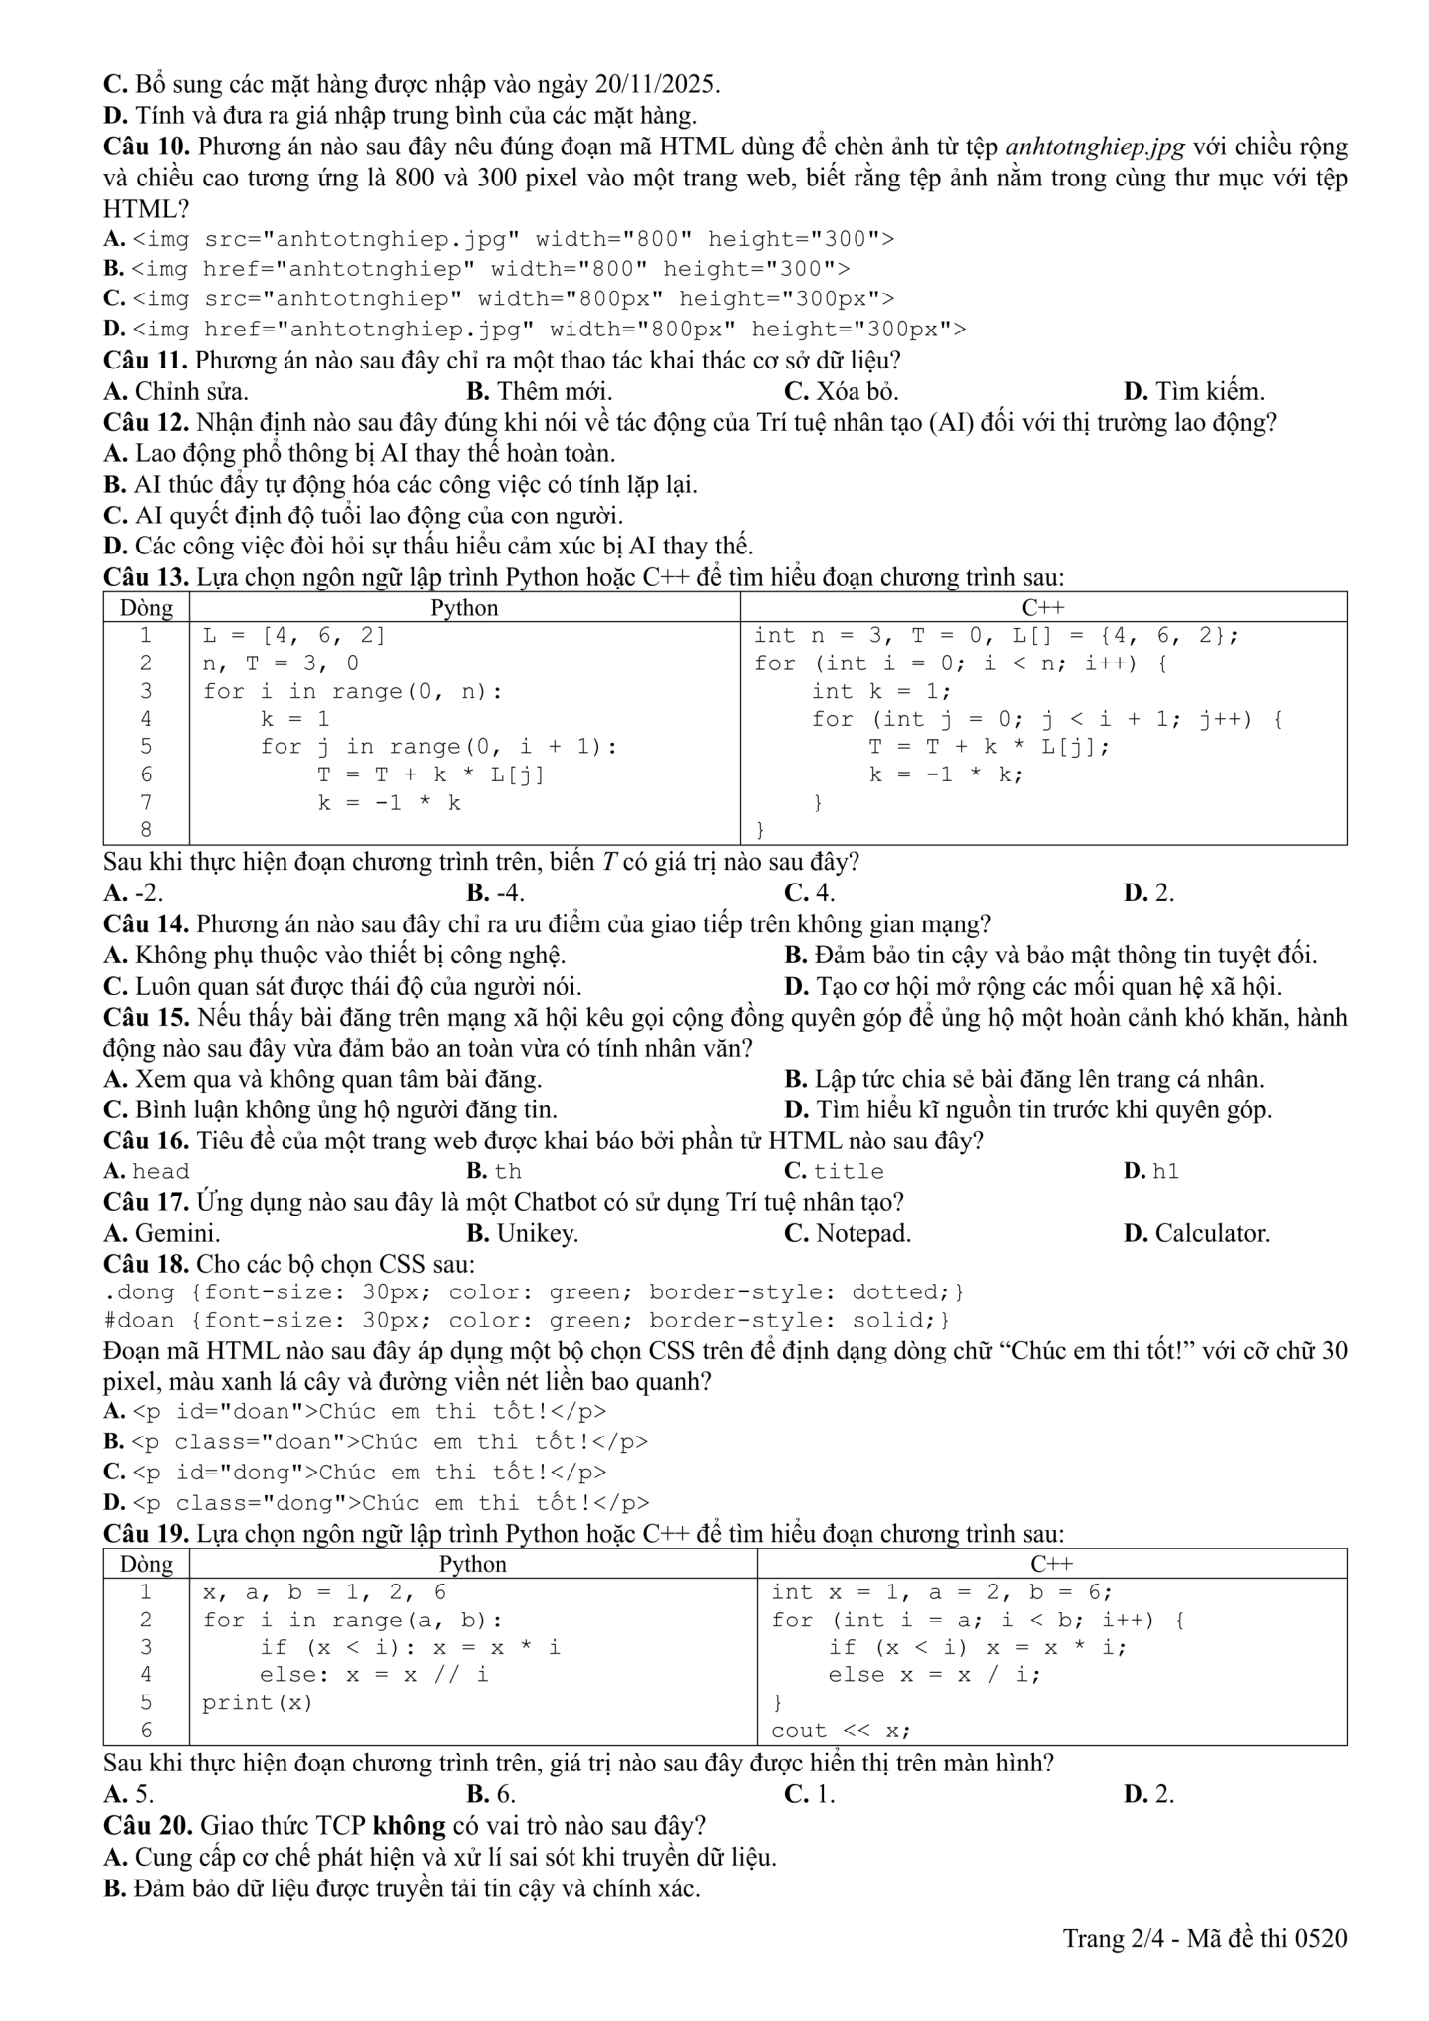 C. Bổ sung các mặt hàng được nhập vào ngày 20/11/2025.
D. Tính và đưa ra giá nhập trung bình của các mặt hàng.
Câu 10. Phương án nào sau đây nêu đúng đoạn mã HTML dùng để chèn ảnh từ tệp anhtotnghiep.jpg với chiều rộng
và chiều cao tương ứng là 800 và 300 pixel vào một trang web, biết rằng tệp ảnh nằm trong cùng thư mục với tệp
HTML?
A. <img src="anhtotnghiep.jpg" width="800" height="300">
B. <img href="anhtotnghiep" width="800" height="300">
C. <img src="anhtotnghiep" width="800px" height="300px">
D. <img href="anhtotnghiep.jpg" width="800px" height="300px">
Câu 11. Phương án nào sau đây chỉ ra một thao tác khai thác cơ sở dữ liệu?
A. Chỉnh sửa. B. Thêm mới. C. Xóa bỏ. D. Tìm kiếm.
Câu 12. Nhận định nào sau đây đúng khi nói về tác động của Trí tuệ nhân tạo (AI) đối với thị trường lao động?
A. Lao động phổ thông bị AI thay thế hoàn toàn.
B. AI thúc đẩy tự động hóa các công việc có tính lặp lại.
C. AI quyết định độ tuổi lao động của con người.
D. Các công việc đòi hỏi sự thấu hiểu cảm xúc bị AI thay thế.
Câu 13. Lựa chọn ngôn ngữ lập trình Python hoặc C++ để tìm hiểu đoạn chương trình sau:
Dòng Python C++
1 L = [4, 6, 2] int n = 3, T = 0, L[] = {4, 6, 2};
2 n, T = 3, 0 for (int i = 0; i < n; i++) {
3 for i in range(0, n): int k = 1;
4 k = 1 for (int j = 0; j < i + 1; j++) {
5 for j in range(0, i + 1): T = T + k * L[j];
6 T = T + k * L[j] k = -1 * k;
7 k = -1 * k }
8 }
Sau khi thực hiện đoạn chương trình trên, biến T có giá trị nào sau đây?
A. -2. B. -4. C. 4. D. 2.
Câu 14. Phương án nào sau đây chỉ ra ưu điểm của giao tiếp trên không gian mạng?
A. Không phụ thuộc vào thiết bị công nghệ. B. Đảm bảo tin cậy và bảo mật thông tin tuyệt đối.
C. Luôn quan sát được thái độ của người nói. D. Tạo cơ hội mở rộng các mối quan hệ xã hội.
Câu 15. Nếu thấy bài đăng trên mạng xã hội kêu gọi cộng đồng quyên góp để ủng hộ một hoàn cảnh khó khăn, hành
động nào sau đây vừa đảm bảo an toàn vừa có tính nhân văn?
A. Xem qua và không quan tâm bài đăng. B. Lập tức chia sẻ bài đăng lên trang cá nhân.
C. Bình luận không ủng hộ người đăng tin. D. Tìm hiểu kĩ nguồn tin trước khi quyên góp.
Câu 16. Tiêu đề của một trang web được khai báo bởi phần tử HTML nào sau đây?
A. head B. th C. title D. h1
Câu 17. Ứng dụng nào sau đây là một Chatbot có sử dụng Trí tuệ nhân tạo?
A. Gemini. B. Unikey. C. Notepad. D. Calculator.
Câu 18. Cho các bộ chọn CSS sau:
.dong {font-size: 30px; color: green; border-style: dotted;}
#doan {font-size: 30px; color: green; border-style: solid;}
Đoạn mã HTML nào sau đây áp dụng một bộ chọn CSS trên để định dạng dòng chữ “Chúc em thi tốt!” với cỡ chữ 30
pixel, màu xanh lá cây và đường viền nét liền bao quanh?
A. <p id="doan">Chúc em thi tốt!</p>
B. <p class="doan">Chúc em thi tốt!</p>
C. <p id="dong">Chúc em thi tốt!</p>
D. <p class="dong">Chúc em thi tốt!</p>
Câu 19. Lựa chọn ngôn ngữ lập trình Python hoặc C++ để tìm hiểu đoạn chương trình sau:
Dòng Python C++
1 x, a, b = 1, 2, 6 int x = 1, a = 2, b = 6;
2 for i in range(a, b): for (int i = a; i < b; i++) {
3 if (x < i): x = x * i if (x < i) x = x * i;
4 else: x = x // i else x = x / i;
5 print(x) }
6 cout << x;
Sau khi thực hiện đoạn chương trình trên, giá trị nào sau đây được hiển thị trên màn hình?
A. 5. B. 6. C. 1. D. 2.
Câu 20. Giao thức TCP không có vai trò nào sau đây?
A. Cung cấp cơ chế phát hiện và xử lí sai sót khi truyền dữ liệu.
B. Đảm bảo dữ liệu được truyền tải tin cậy và chính xác.
Trang 2/4 - Mã đề thi 0520